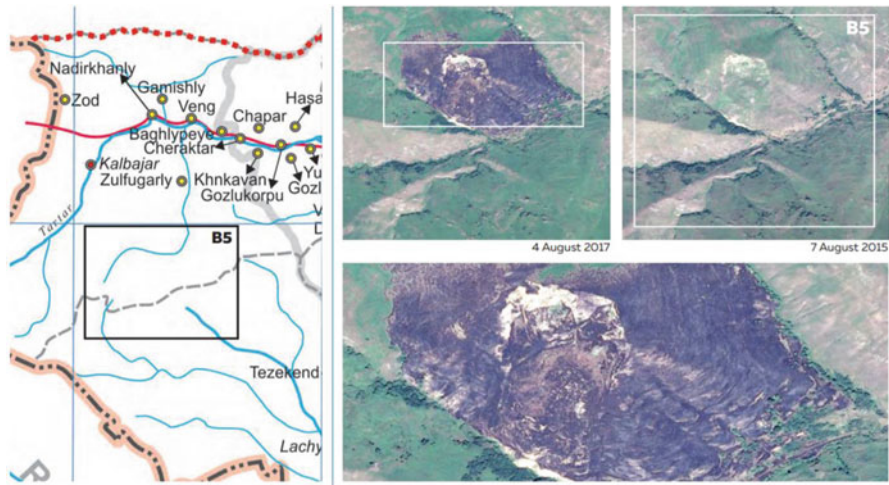 Nadirkhanly
Gamishly
Zod
Veng
Chapar
Hasa
Baghlypeye
Cheraktar
Kalbajar
Zulfugarly
Khnkavan
Yu
Gozlukorpu
Gozl
Tartar
V
D
B5
Tezekend
Lachy
R
B5
4 August 2017
7 August 2015